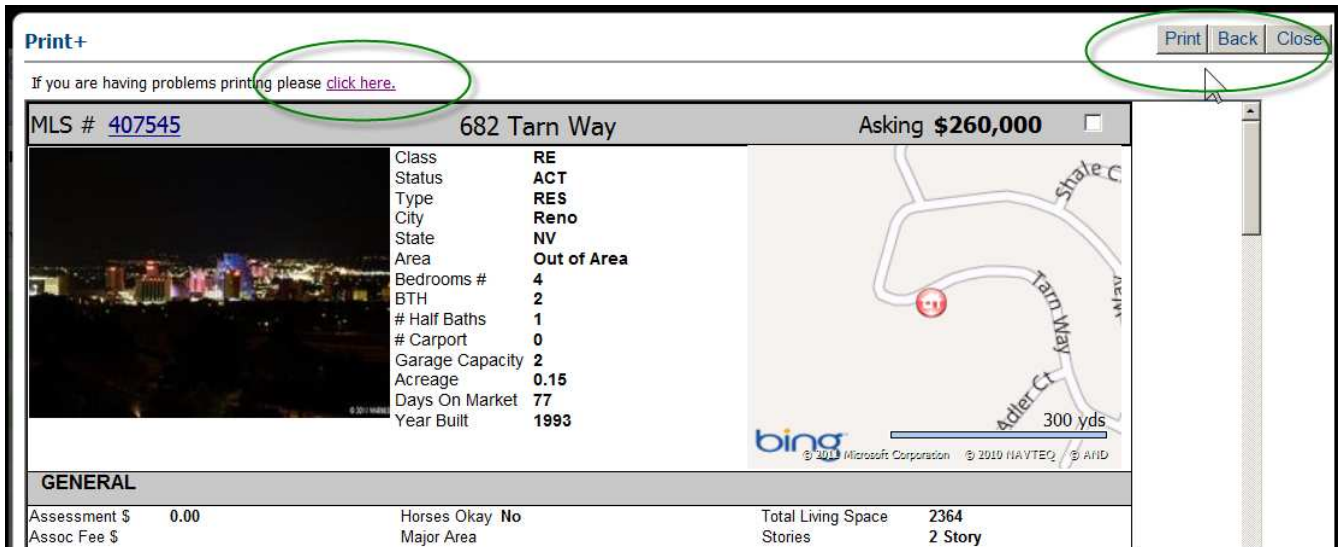 Print+
Print Back Close
If you are having problems printing please click here.
MLS # 407545 682 Tarn Way Asking $260,000
Class RE
Status ACT
Type RES
City Reno
State NV
Area Out of Area
Bedrooms # 4
BTH 2
# Half Baths 1
# Carport 0
Garage Capacity 2
Acreage 0.15
Days On Market 77
Year Built 1993
Shale C
Tarn Way
Way
Adler Ct
300 yds
bing
© 2011 Microsoft Corporation © 2010 NAVTEQ © AND
GENERAL
Assessment $ 0.00 Horses Okay No Total Living Space 2364
Assoc Fee $ Major Area Stories 2 Story